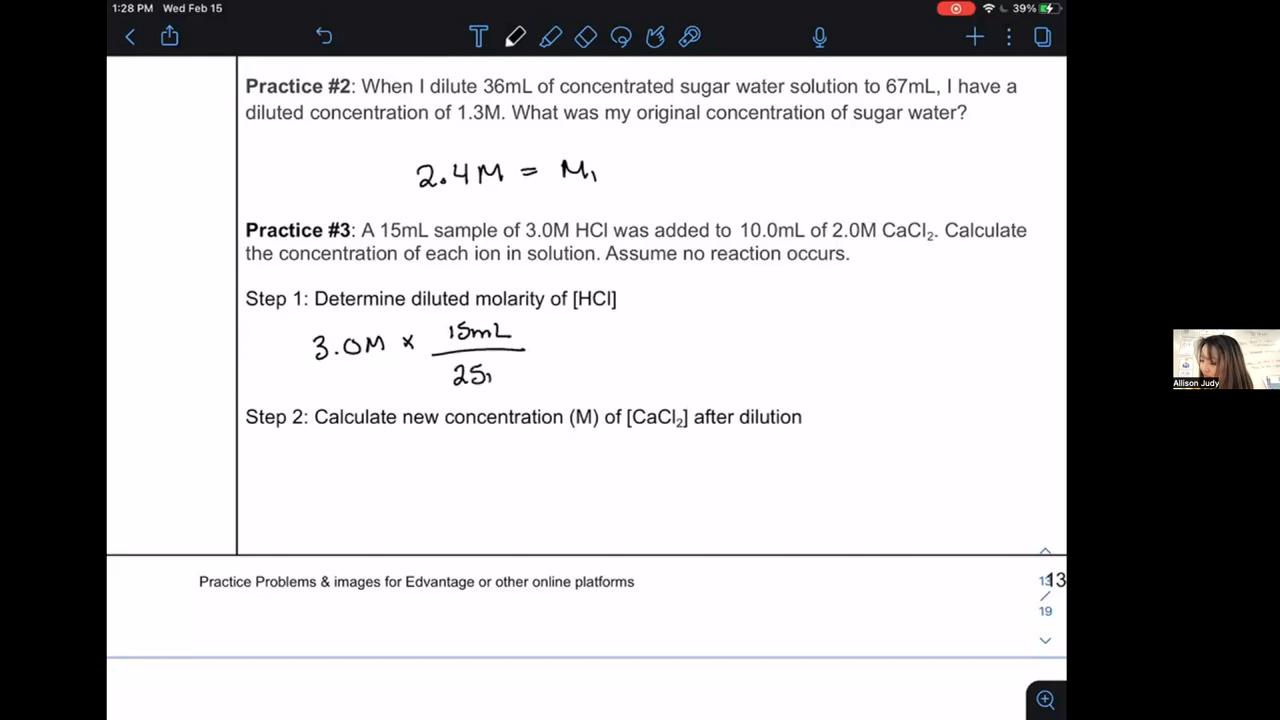 1:28 PM Wed Feb 15
39%
Practice #2: When I dilute 36mL of concentrated sugar water solution to 67mL, I have a
diluted concentration of 1.3M. What was my original concentration of sugar water?
2.4M = M₁
Practice #3: A 15mL sample of 3.0M HCl was added to 10.0mL of 2.0M CaCl₂. Calculate
the concentration of each ion in solution. Assume no reaction occurs.
Step 1: Determine diluted molarity of [HCl]
3.0M × 15mL
25
Step 2: Calculate new concentration (M) of [CaCl₂] after dilution
Practice Problems & images for Edvantage or other online platforms
13
13
/
19
Allison Judy